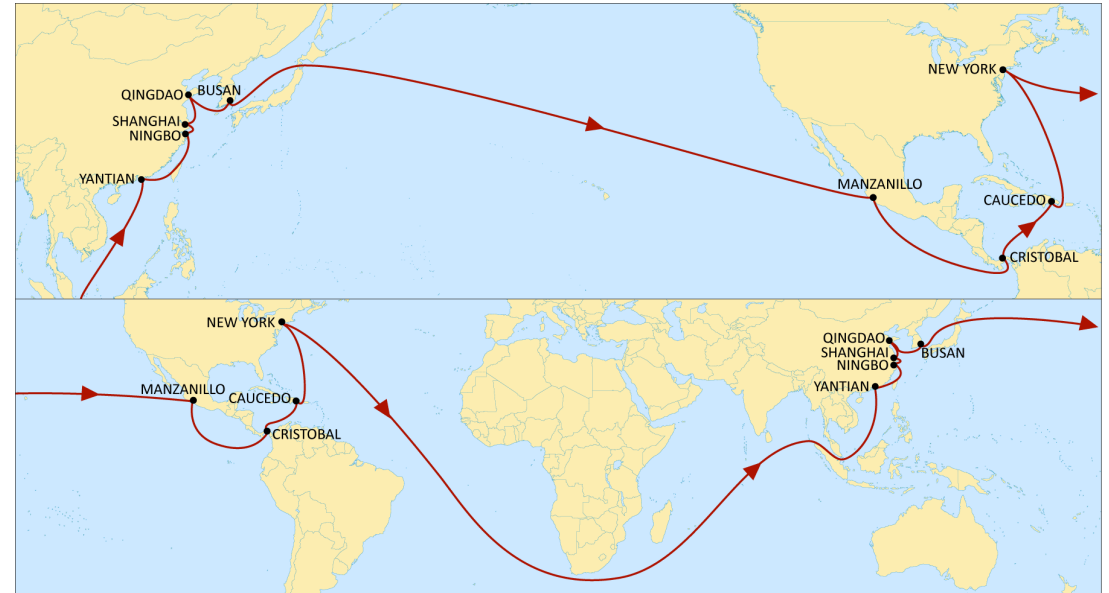 NEW YORK
QINGDAO
BUSAN
SHANGHAI
NINGBO
YANTIAN
MANZANILLO
CAUCEDO
CRISTOBAL
NEW YORK
QINGDAO
SHANGHAI
BUSAN
NINGBO
YANTIAN
MANZANILLO
CAUCEDO
CRISTOBAL